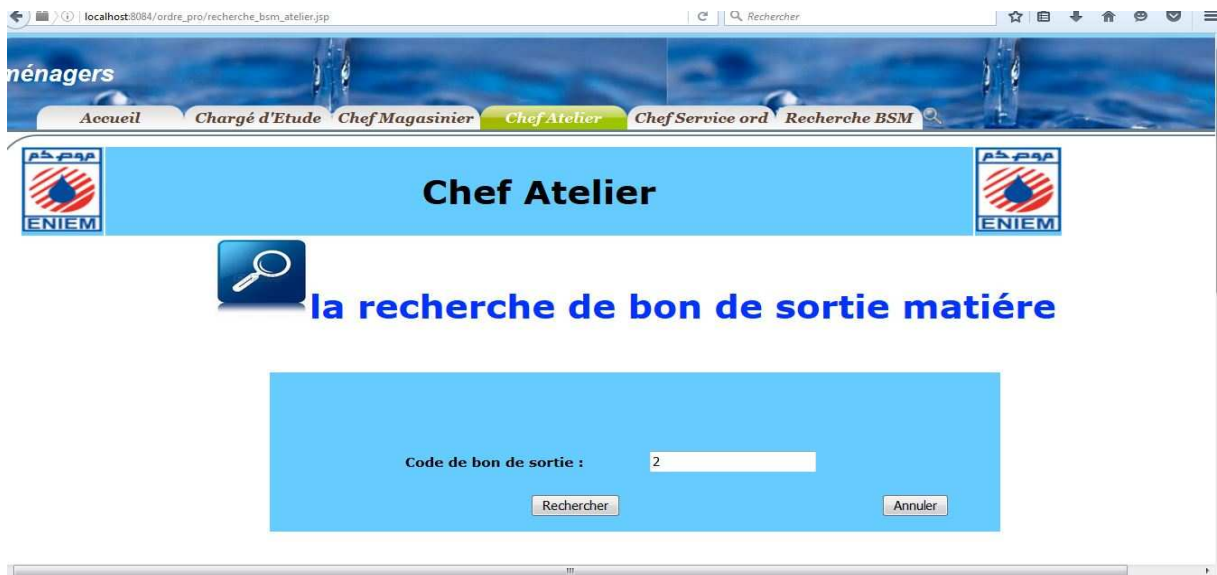 localhost:8084/ordre_pro/recherche_bsm_atelier.jsp
Rechercher
ménagers
Accueil Chargé d'Etude Chef Magasinier Chef Atelier Chef Service ord Recherche BSM
ENIEM
Chef Atelier
ENIEM
la recherche de bon de sortie matiére
Code de bon de sortie : 2
Rechercher Annuler